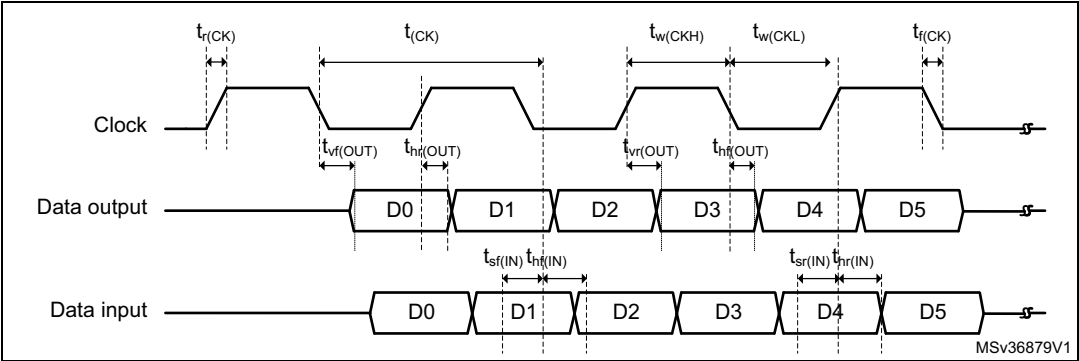 tr(CK) t(CK) tw(CKH) tw(CKL) tf(CK)
Clock
tvf(OUT) thr(OUT) tvr(OUT) thf(OUT)
Data output D0 D1 D2 D3 D4 D5
tsf(IN) thf(IN) tsr(IN) thr(IN)
Data input D0 D1 D2 D3 D4 D5
MSv36879V1